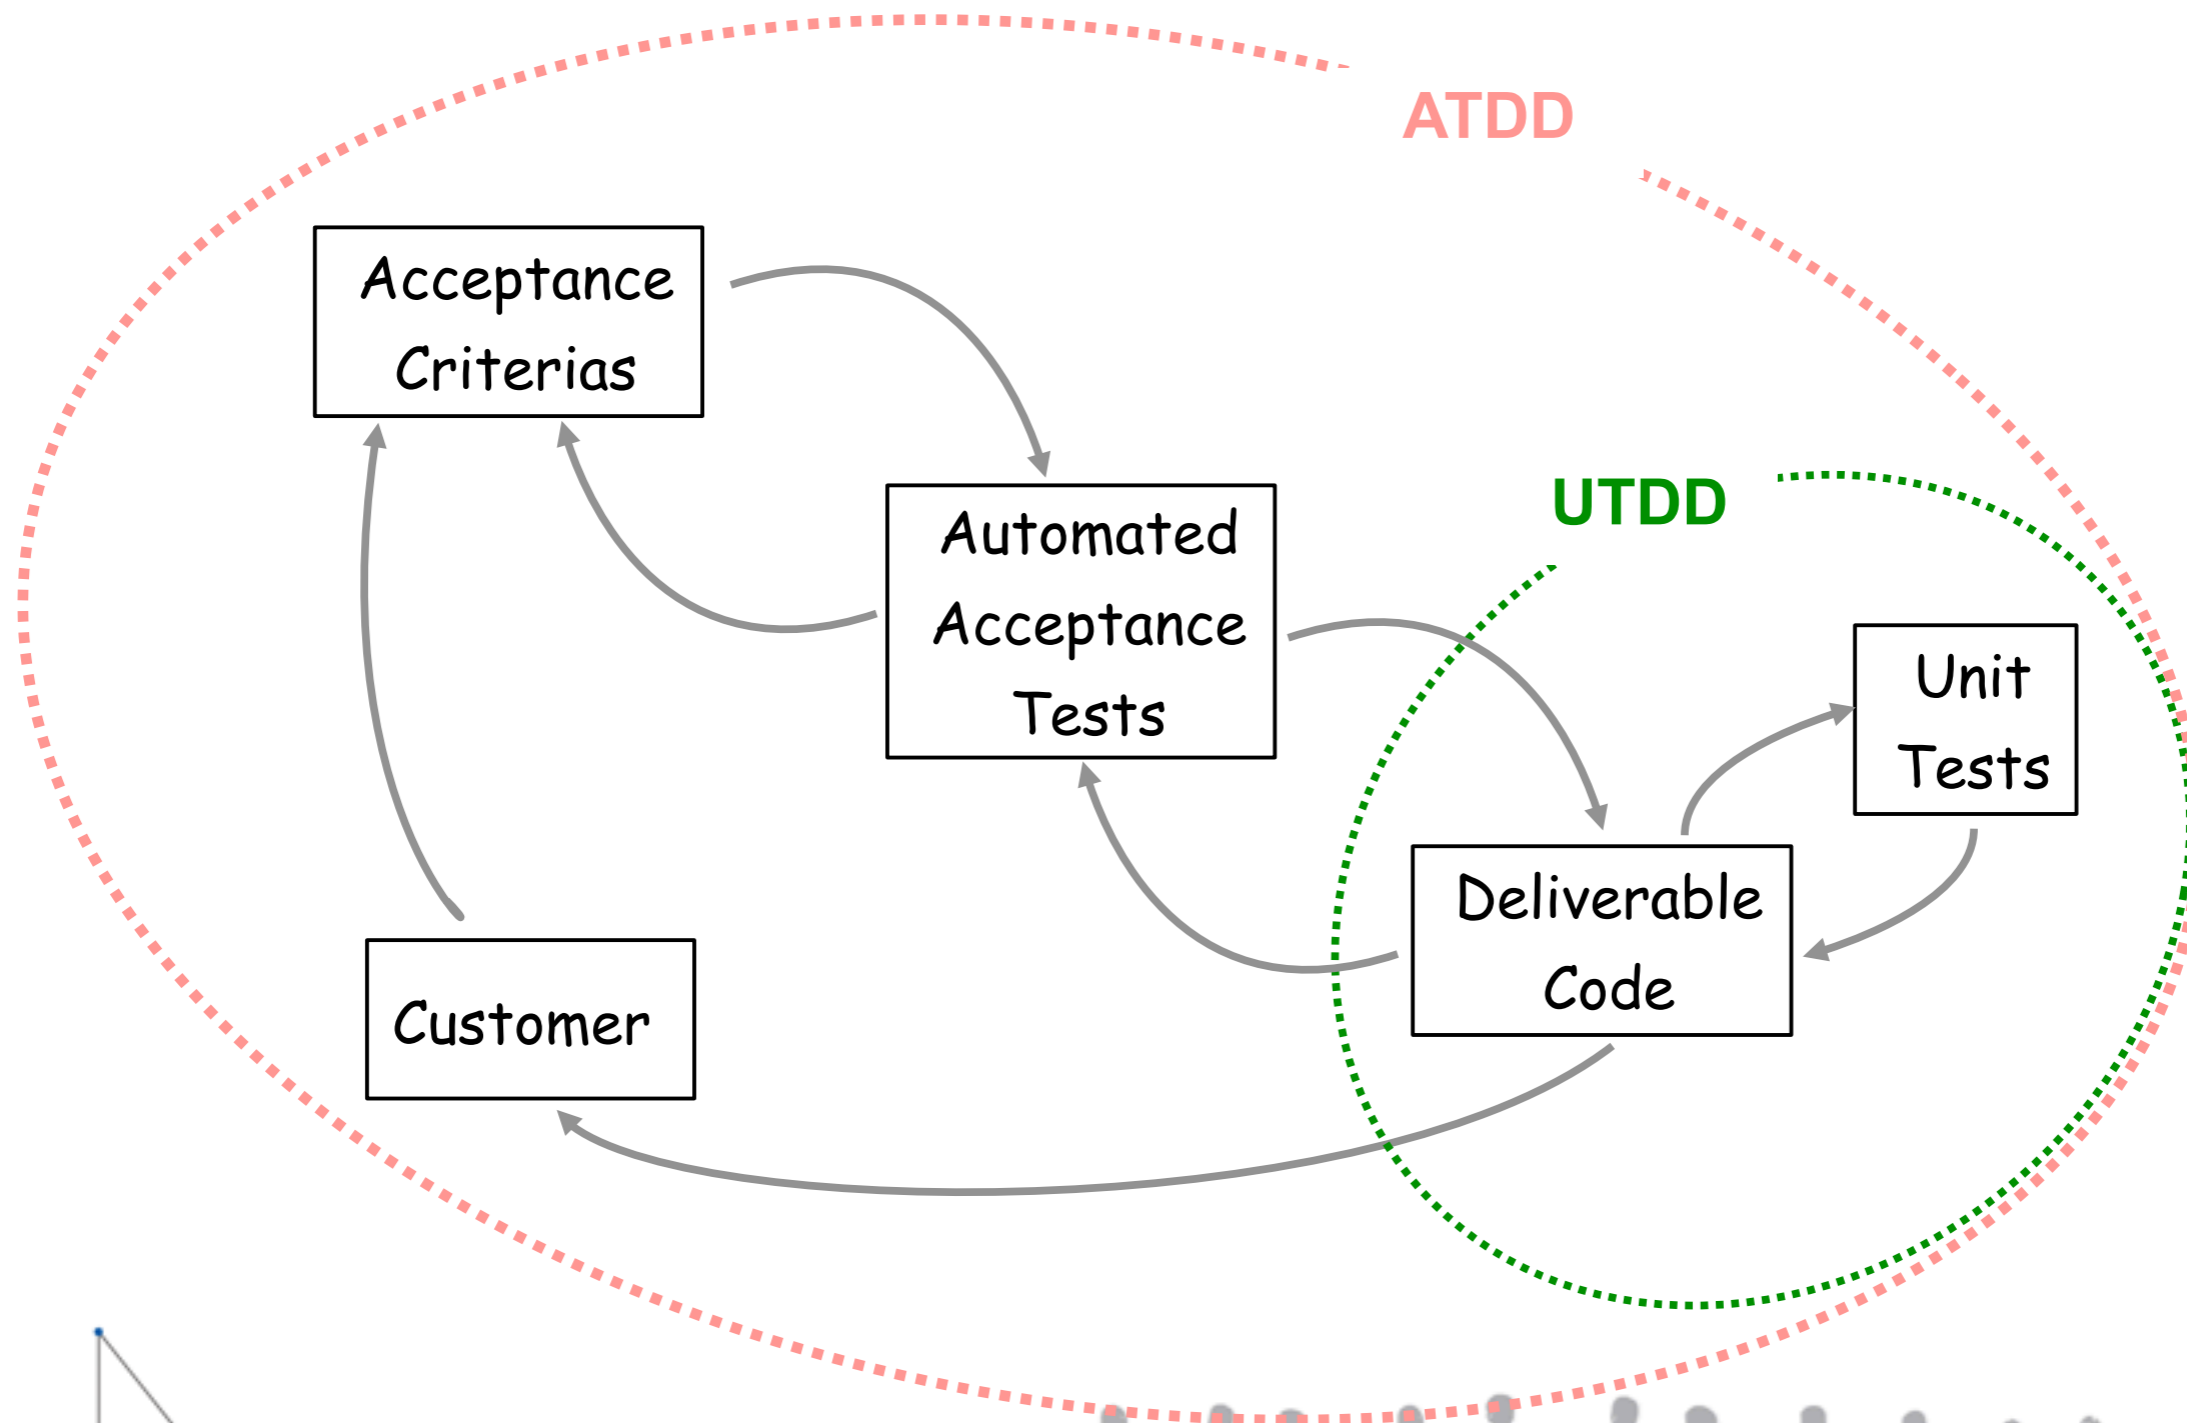 ATDD
Acceptance
Criterias
UTDD
Automated
Acceptance
Tests
Unit
Tests
Deliverable
Code
Customer